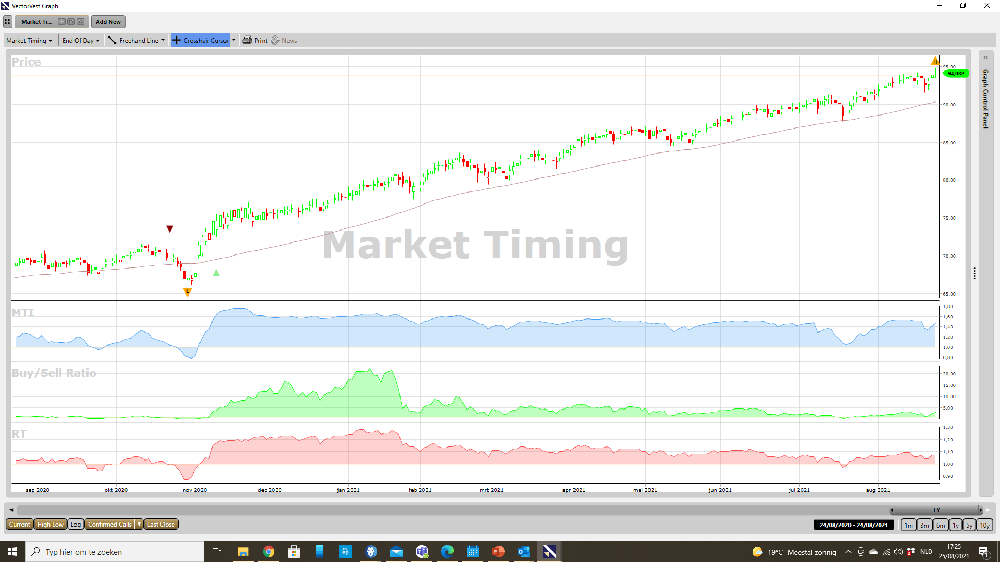 VectorVest Graph
Market Ti...
Add New
Market Timing
End Of Day
Freehand Line
Crosshair Cursor
Print
News
Price
H
95,00
94,082
90,00
85,00
80,00
75,00
70,00
65,00
L
Market Timing
Graph Control Panel
MTI
1,80
1,60
1,40
1,20
1,00
0,80
Buy/Sell Ratio
20,00
15,00
10,00
5,00
RT
1,30
1,20
1,10
1,00
0,90
sep 2020 okt 2020 nov 2020 dec 2020 jan 2021 feb 2021 mrt 2021 apr 2021 mei 2021 jun 2021 jul 2021 aug 2021
1 Y
Current High Low Log Confirmed Calls Last Close
24/08/2020 - 24/08/2021 1m 3m 6m 1y 5y 10y
Typ hier om te zoeken
19°C Meestal zonnig
2
NLD
17:25
25/08/2021
1